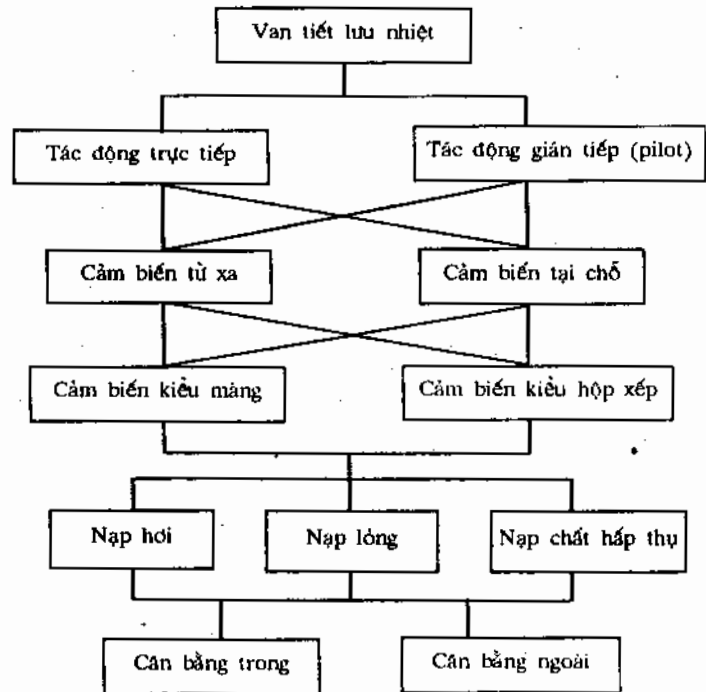 Van tiết lưu nhiệt
Tác động trực tiếp
Tác động gián tiếp (pilot)
Cảm biến từ xa
Cảm biến tại chỗ
Cảm biến kiểu màng
Cảm biến kiểu hộp xếp
Nạp hơi
Nạp lỏng
Nạp chất hấp thụ
Cân bằng trong
Cân bằng ngoài